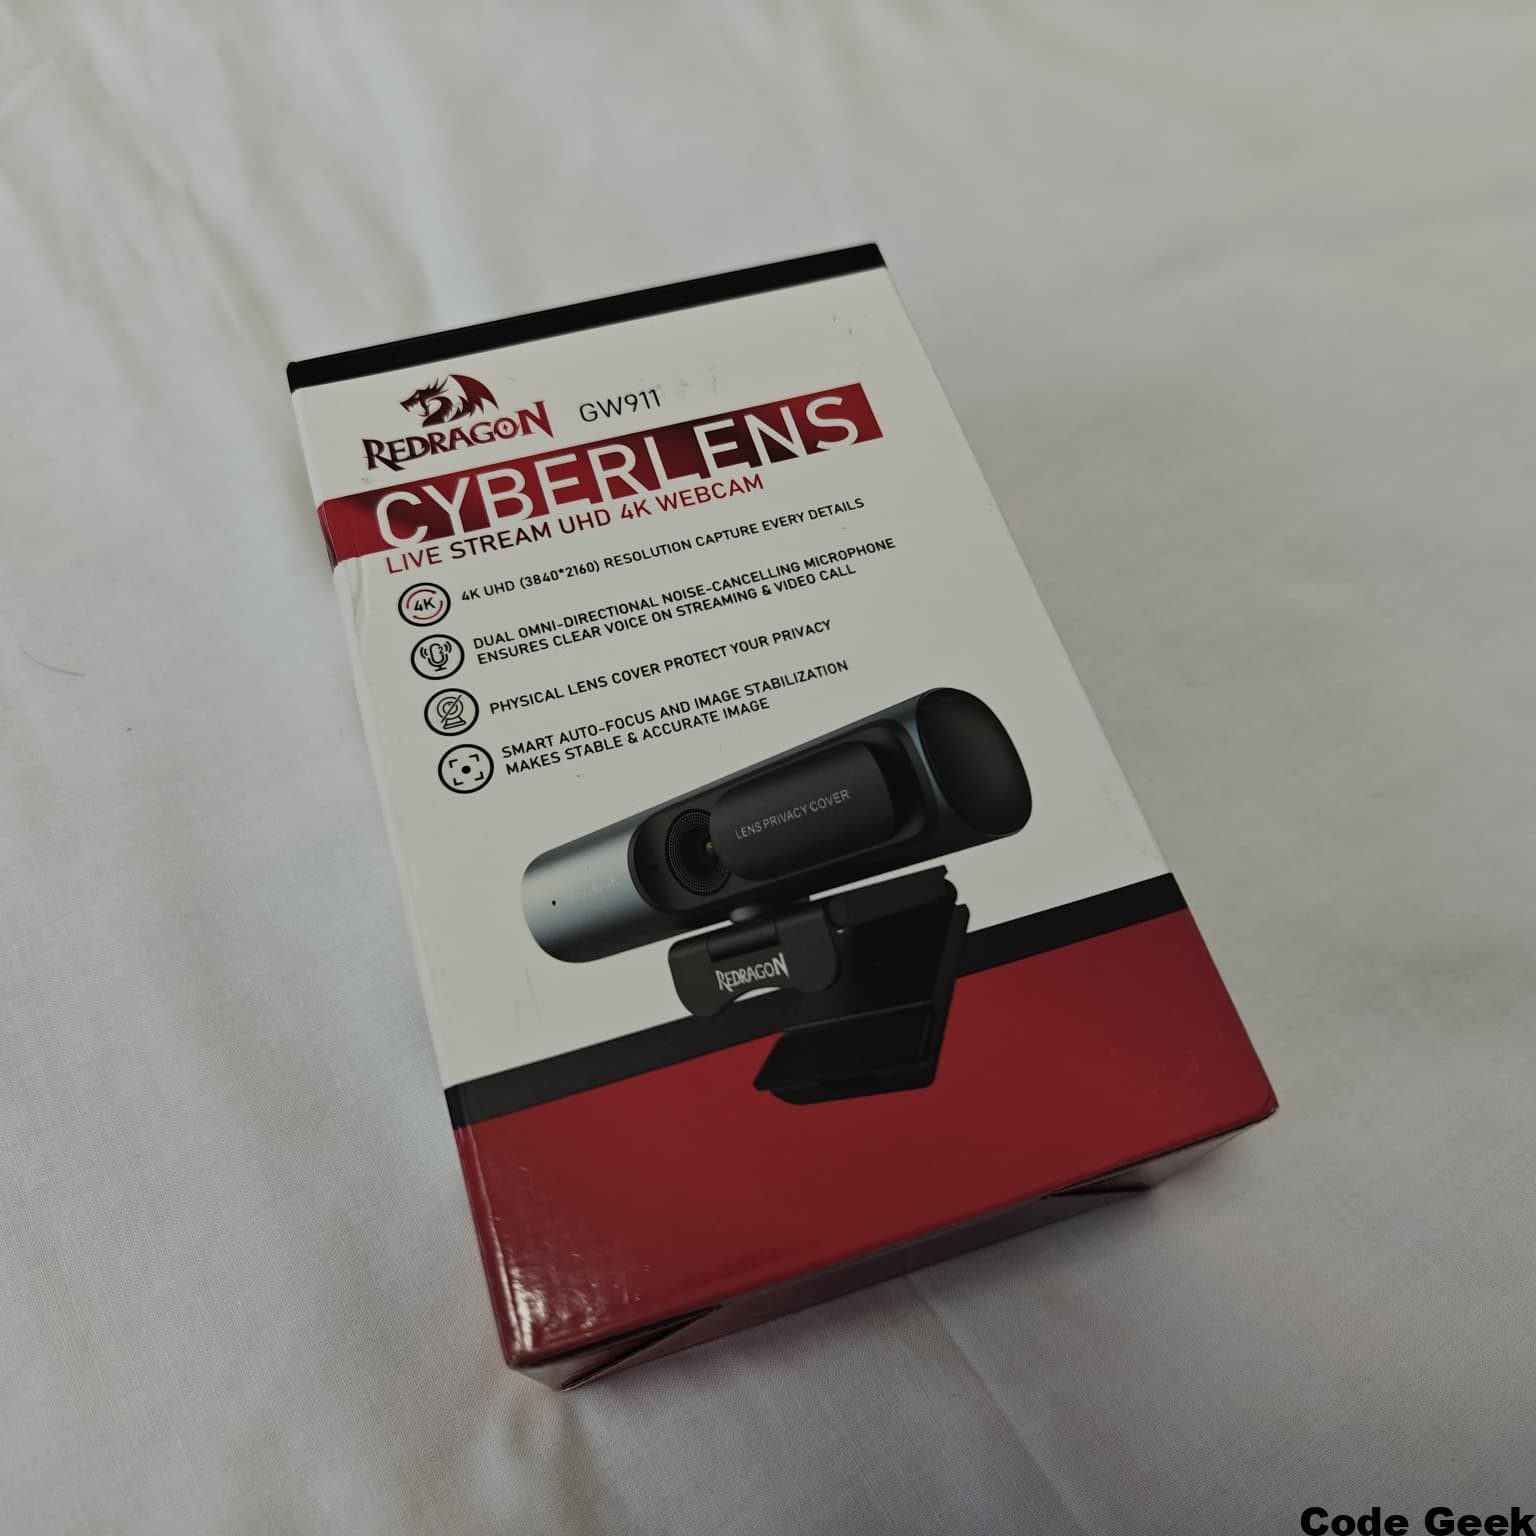 REDRAGON GW911
CYBERLENS
LIVE STREAM UHD 4K WEBCAM
4K 4K UHD (3840*2160) RESOLUTION CAPTURE EVERY DETAILS
DUAL OMNI-DIRECTIONAL NOISE-CANCELLING MICROPHONE
ENSURES CLEAR VOICE ON STREAMING & VIDEO CALL
PHYSICAL LENS COVER PROTECT YOUR PRIVACY
SMART AUTO-FOCUS AND IMAGE STABILIZATION
MAKES STABLE & ACCURATE IMAGE
LENS PRIVACY COVER
REDRAGON
Code Geek